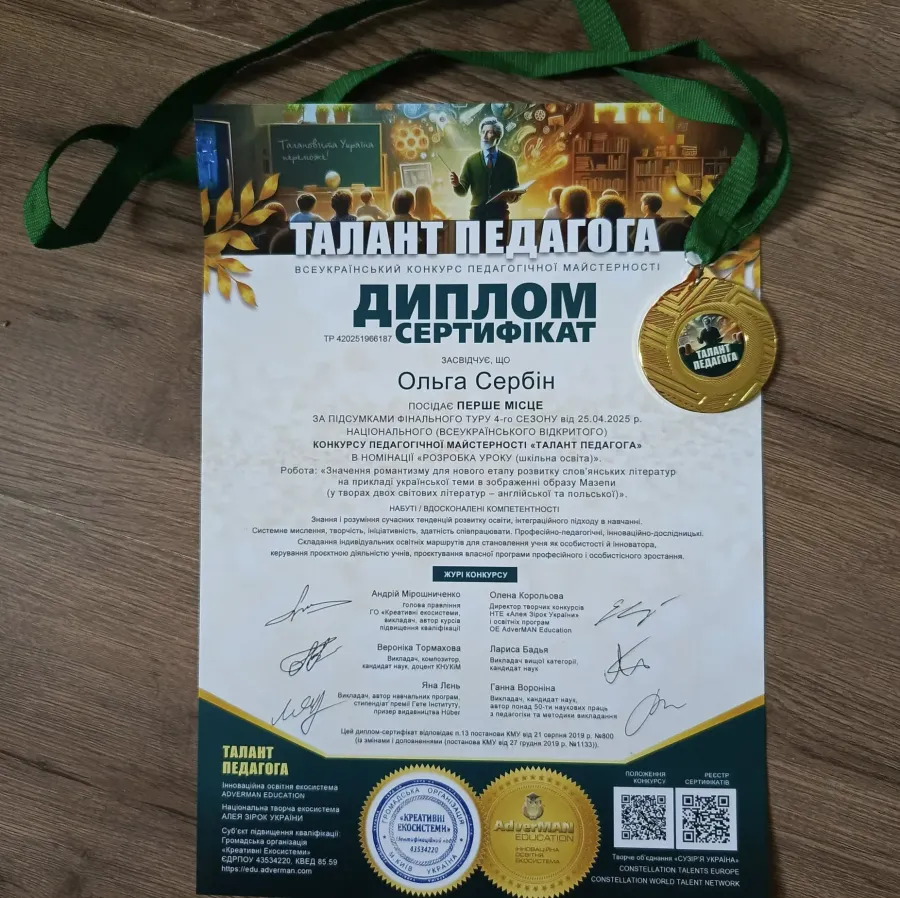 Талановита Україна
переможе!
ТАЛАНТ ПЕДАГОГА
ВСЕУКРАЇНСЬКИЙ КОНКУРС ПЕДАГОГІЧНОЇ МАЙСТЕРНОСТІ
ДИПЛОМ
ТР 420251966187 СЕРТИФІКАТ
ЗАСВІДЧУЄ, ЩО
Ольга Сербін
ПОСІДАЄ ПЕРШЕ МІСЦЕ
ЗА ПІДСУМКАМИ ФІНАЛЬНОГО ТУРУ 4-го СЕЗОНУ від 25.04.2025 р.
НАЦІОНАЛЬНОГО (ВСЕУКРАЇНСЬКОГО ВІДКРИТОГО)
КОНКУРСУ ПЕДАГОГІЧНОЇ МАЙСТЕРНОСТІ «ТАЛАНТ ПЕДАГОГА»
В НОМІНАЦІЇ «РОЗРОБКА УРОКУ (шкільна освіта)».
Робота: «Значення романтизму для нового етапу розвитку слов'янських літератур
на прикладі української теми в зображенні образу Мазепи
(у творах двох світових літератур – англійської та польської)».
НАБУТІ / ВДОСКОНАЛЕНІ КОМПЕТЕНТНОСТІ
Знання і розуміння сучасних тенденцій розвитку освіти, інтеграційного підходу в навчанні.
Системне мислення, творчість, ініціативність, здатність співпрацювати. Професійно-педагогічні, інноваційно-дослідницькі.
Складання індивідуальних освітніх маршрутів для становлення учня як особистості й інноватора,
керування проєктною діяльністю учнів, проєктування власної програми професійного і особистісного зростання.
ЖУРІ КОНКУРСУ
Андрій Мірошниченко
голова правління
ГО «Креативні екосистеми,
викладач, автор курсів
підвищення кваліфікації
Олена Корольова
Директор творчих конкурсів
НТЕ «Алея Зірок України»
і освітніх програм
ОЕ AdverMAN Education
Вероніка Тормахова
Викладач, композитор,
кандидат наук, доцент КНУКіМ
Лариса Бадья
Викладач вищої категорії,
кандидат наук
Яна Лєнь
Викладач, автор навчальних програм,
стипендіат премії Гете Інституту,
призер видавництва Hüber
Ганна Вороніна
Викладач, кандидат наук,
автор понад 50-ти наукових праць
з педагогіки та методики викладання
Цей диплом-сертифікат відповідає п.13 постанови КМУ від 21 серпня 2019 р. №800
(із змінами і доповненнями (постанова КМУ від 27 грудня 2019 р. №1133)).
ТАЛАНТ
ПЕДАГОГА
Інноваційна освітня екосистема
ADVERMAN EDUCATION
Національна творча екосистема
АЛЕЯ ЗІРОК УКРАЇНИ
Суб'єкт підвищення кваліфікації:
Громадська організація
«Креативні Екосистеми»
ЄДРПОУ 43534220, КВЕД 85.59
https://edu.adverman.com
ГРОМАДСЬКА ОРГАНІЗАЦІЯ
«КРЕАТИВНІ
ЕКОСИСТЕМИ»
Ідентифікаційний код
43534220
М. КИЇВ УКРАЇНА
AdverMAN
EDUCATION
ІННОВАЦІЙНА
ОСВІТНЯ
ЕКОСИСТЕМА
ПОЛОЖЕННЯ
КОНКУРСУ
РЕЄСТР
СЕРТИФІКАТІВ
Творче об'єднання «СУЗІР'Я УКРАЇНА»
CONSTELLATION TALENTS EUROPE
CONSTELLATION WORLD TALENT NETWORK
ТАЛАНТ
ПЕДАГОГА